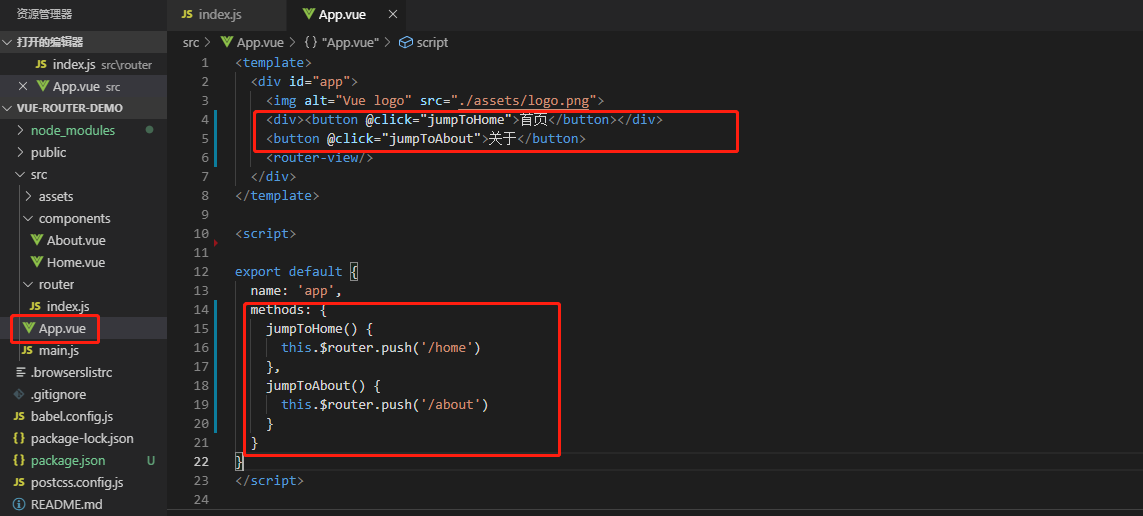 资源管理器
打开的编辑器
index.js src\router
App.vue src
VUE-ROUTER-DEMO
node_modules
public
src
assets
components
About.vue
Home.vue
router
index.js
App.vue
main.js
.browserslistrc
.gitignore
babel.config.js
package-lock.json
package.json U
postcss.config.js
README.md
index.js App.vue
src > App.vue > {} "App.vue" > script
1 <template>
2   <div id="app">
3     <img alt="Vue logo" src="./assets/logo.png">
4     <div><button @click="jumpToHome">首页</button></div>
5     <button @click="jumpToAbout">关于</button>
6     <router-view/>
7   </div>
8 </template>
9
10 <script>
11
12 export default {
13   name: 'app',
14   methods: {
15     jumpToHome() {
16       this.$router.push('/home')
17     },
18     jumpToAbout() {
19       this.$router.push('/about')
20     }
21   }
22 }
23 </script>
24